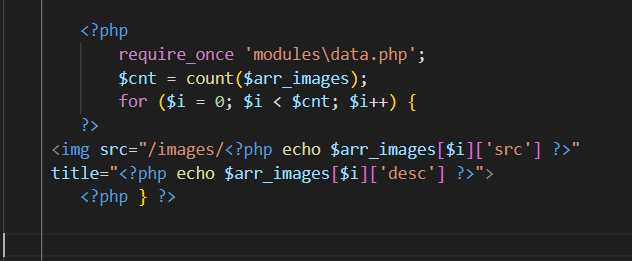 <?php
require_once 'modules\data.php';
$cnt = count($arr_images);
for ($i = 0; $i < $cnt; $i++) {
?>
<img src="/images/<?php echo $arr_images[$i]['src'] ?>"
title="<?php echo $arr_images[$i]['desc'] ?>">
<?php } ?>